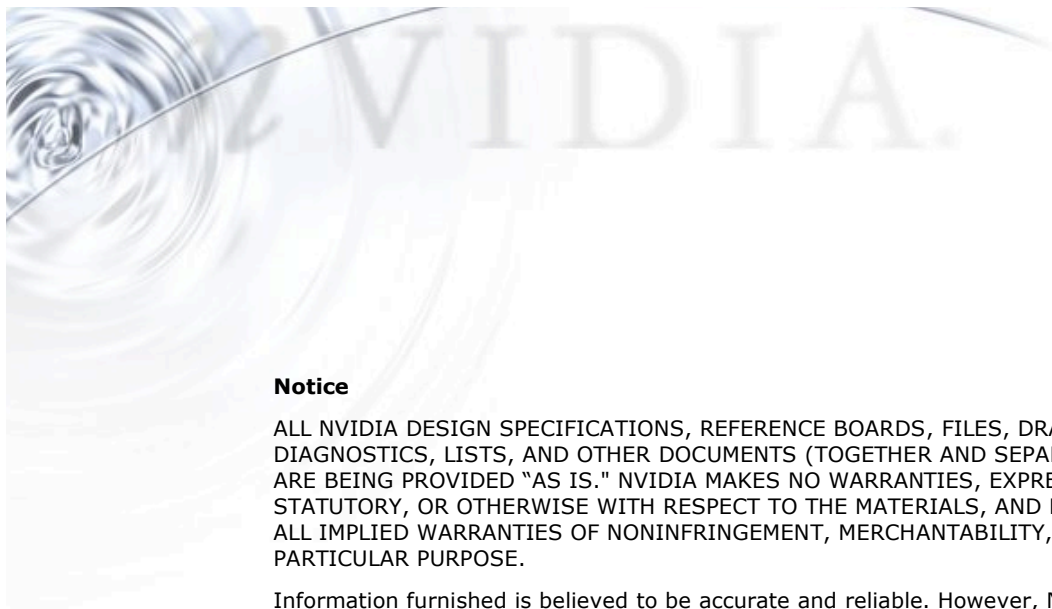 nVIDIA.
Notice
ALL NVIDIA DESIGN SPECIFICATIONS, REFERENCE BOARDS, FILES,
DIAGNOSTICS, LISTS, AND OTHER DOCUMENTS (TOGETHER AND
ARE BEING PROVIDED “AS IS." NVIDIA MAKES NO WARRANTIES,
STATUTORY, OR OTHERWISE WITH RESPECT TO THE MATERIALS, AND
ALL IMPLIED WARRANTIES OF NONINFRINGEMENT, MERCHANTABILITY,
PARTICULAR PURPOSE.
Information furnished is believed to be accurate and reliable. However,